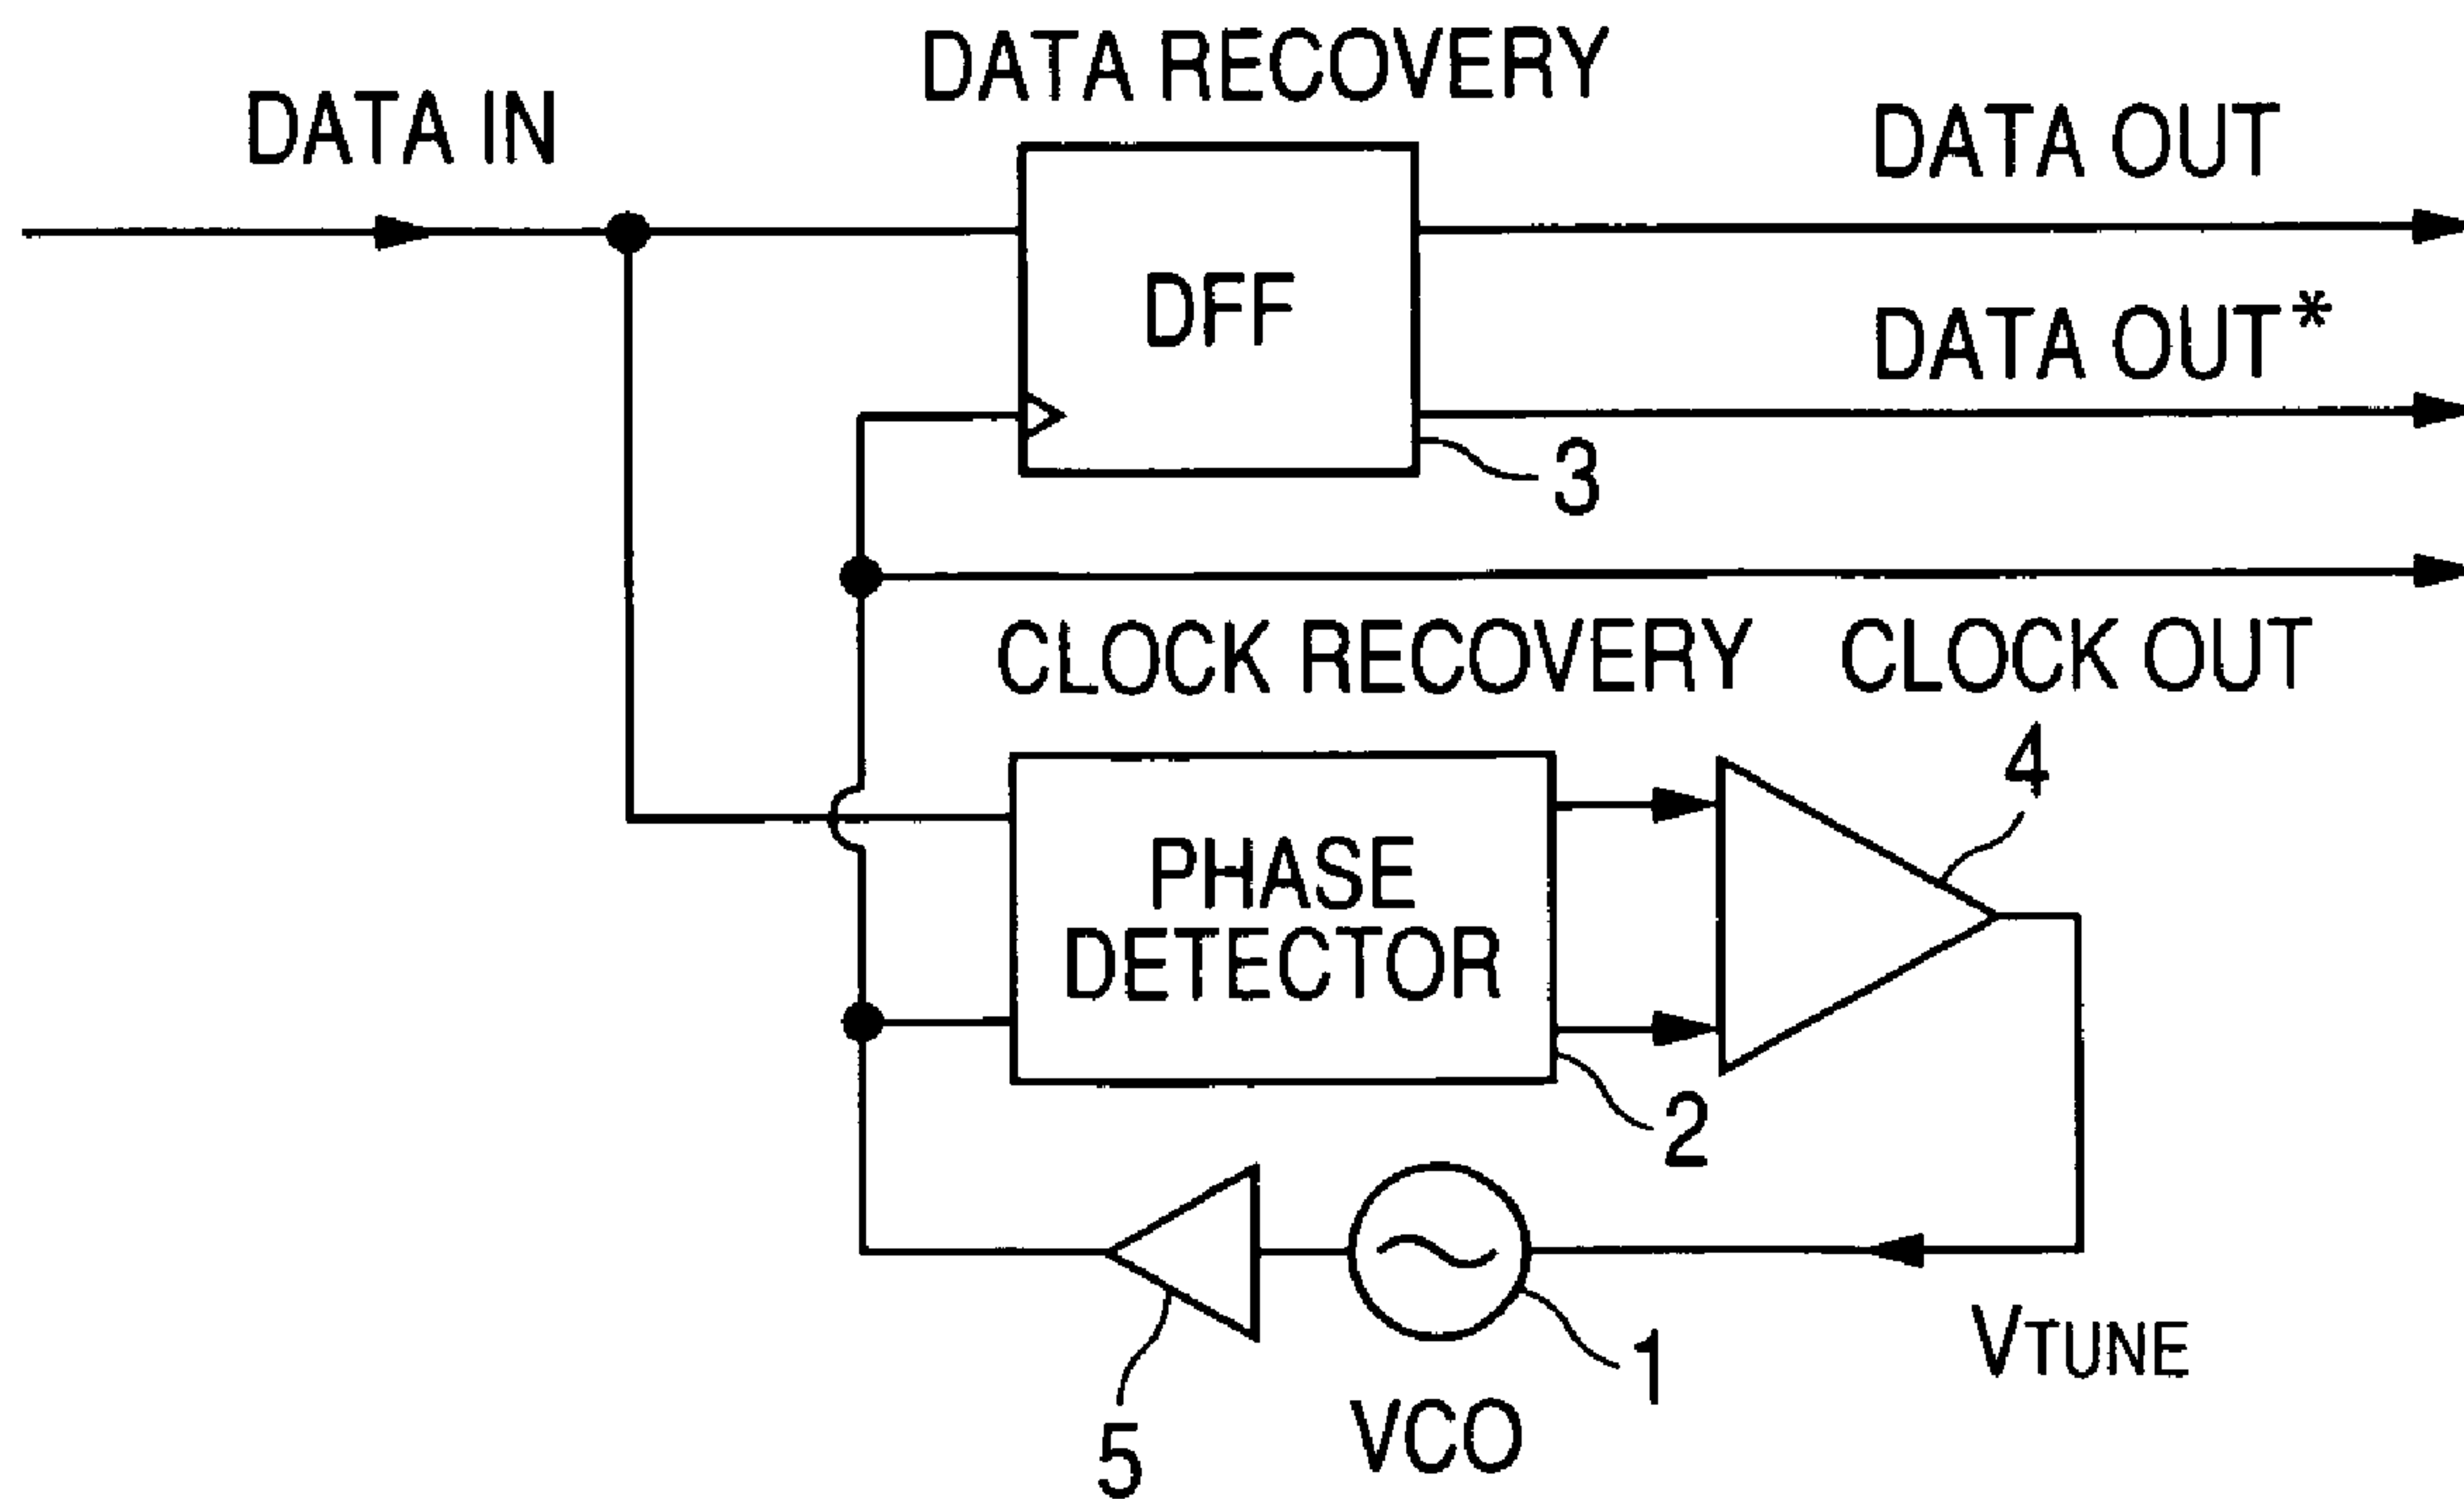 DATA RECOVERY
DATA IN
DATA OUT
DFF
DATA OUT*
3
CLOCK RECOVERY
CLOCK OUT
4
PHASE
DETECTOR
2
VTUNE
1
VCO
5